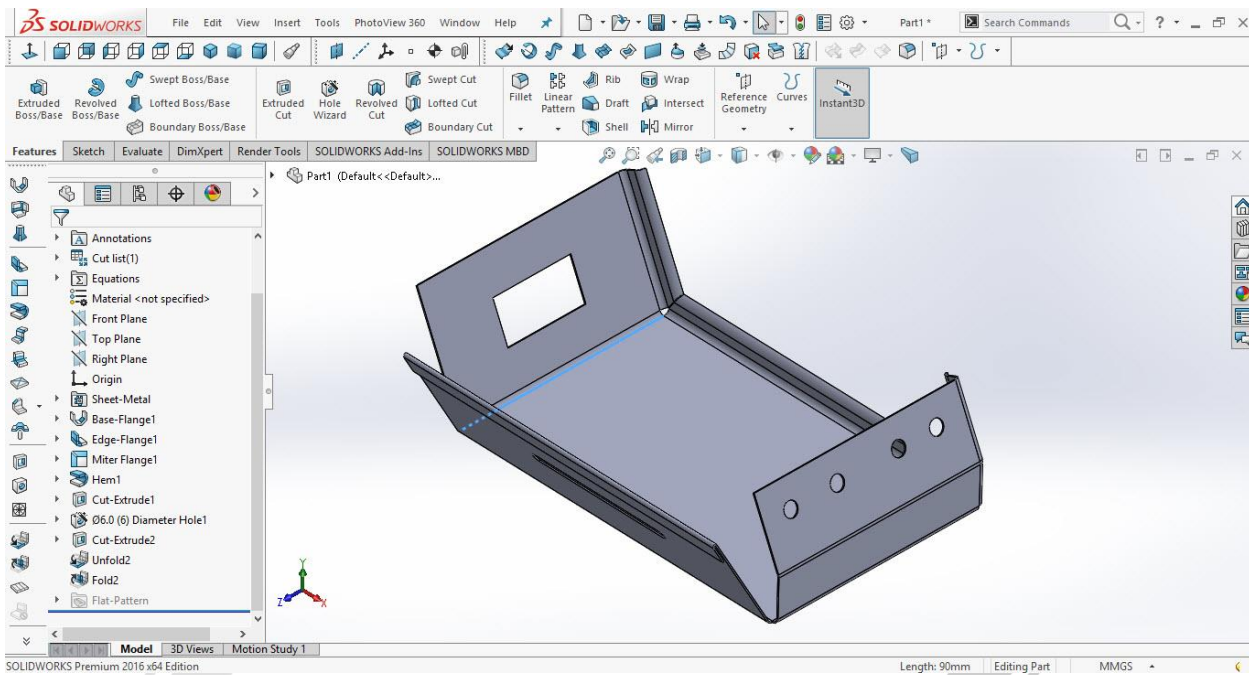 SOLIDWORKS File Edit View Insert Tools PhotoView 360 Window Help Part1 * Search Commands ?
Extruded Boss/Base Revolved Boss/Base Swept Boss/Base Lofted Boss/Base Boundary Boss/Base Extruded Cut Hole Wizard Revolved Cut Swept Cut Lofted Cut Boundary Cut Fillet Linear Pattern Rib Draft Shell Wrap Intersect Mirror Reference Geometry Curves Instant3D
Features Sketch Evaluate DimXpert Render Tools SOLIDWORKS Add-Ins SOLIDWORKS MBD
Part1 (Default<<Default>...
Annotations
Cut list(1)
Equations
Material <not specified>
Front Plane
Top Plane
Right Plane
Origin
Sheet-Metal
Base-Flange1
Edge-Flange1
Miter Flange1
Hem1
Cut-Extrude1
Ø6.0 (6) Diameter Hole1
Cut-Extrude2
Unfold2
Fold2
Flat-Pattern
Y
Z X
Model 3D Views Motion Study 1
SOLIDWORKS Premium 2016 x64 Edition Length: 90mm Editing Part MMGS